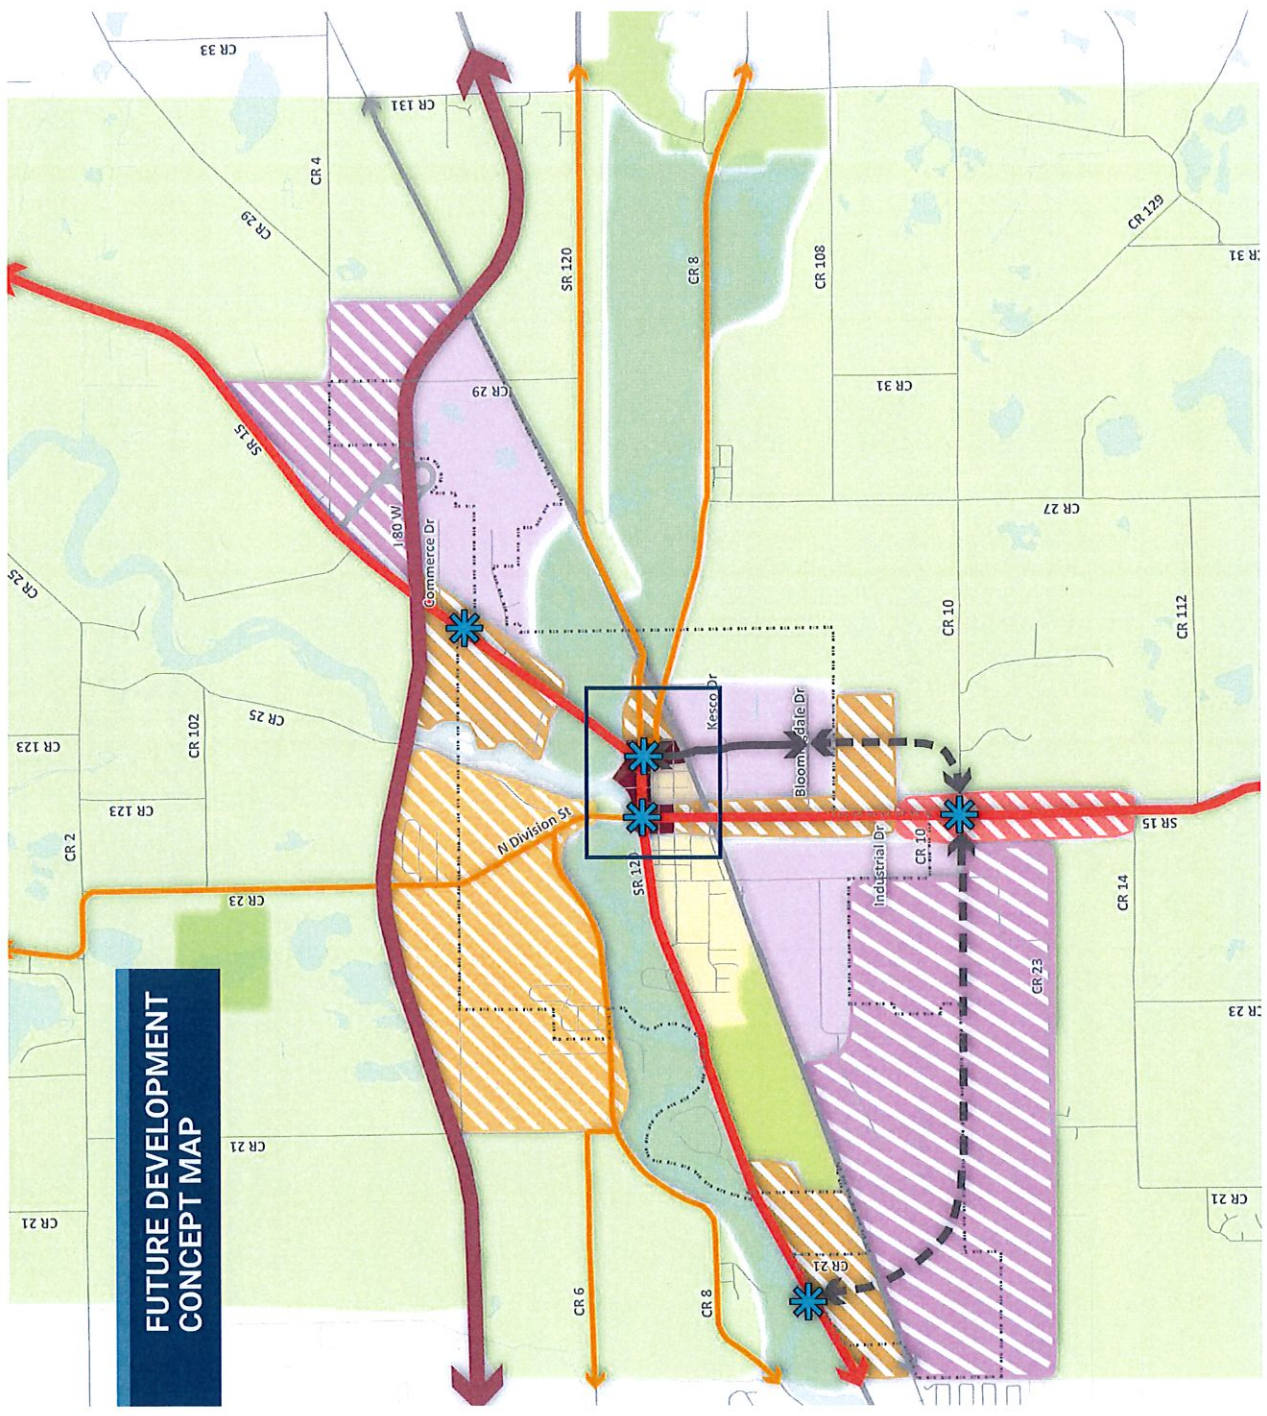 FUTURE DEVELOPMENT
CONCEPT MAP
CR 25
CR 21
CR 123
CR 2
CR 123
CR 102
CR 33
CR 21
CR 23
CR 25
SR 15
CR 29
CR 4
I 80 W
CR 131
Commerce Dr
CR 29
N Division St
CR 6
SR 120
SR 120
CR 8
CR 8
Kesco Dr
Bloomingdale Dr
CR 21
CR 108
Industrial Dr
CR 31
CR 10
CR 10
CR 23
CR 27
CR 14
CR 129
SR 15
CR 112
CR 21
CR 23
CR 31